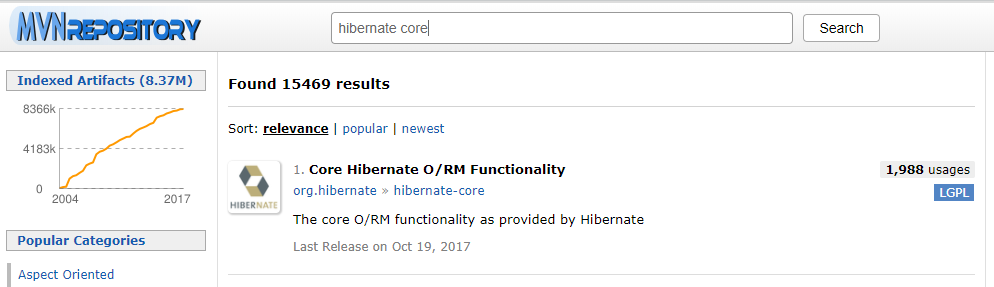 MVNREPOSITORY
hibernate core
Search
Indexed Artifacts (8.37M)
8366k
4183k
0
2004
2017
Popular Categories
Aspect Oriented
Found 15469 results
Sort: relevance | popular | newest
HIBERNATE
1. Core Hibernate O/RM Functionality
1,988 usages
org.hibernate » hibernate-core
LGPL
The core O/RM functionality as provided by Hibernate
Last Release on Oct 19, 2017